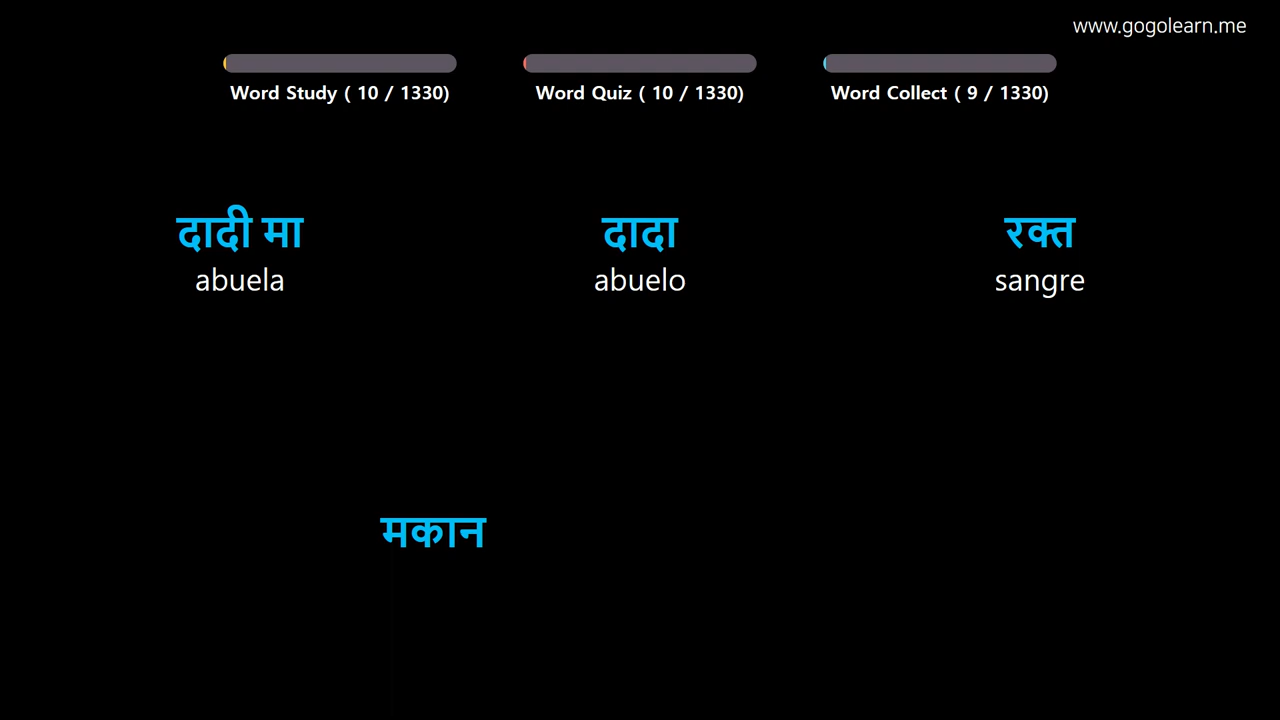 www.gogolearn.me
Word Study ( 10 / 1330)
Word Quiz ( 10 / 1330)
Word Collect ( 9 / 1330)
दादी मा
abuela
दादा
abuelo
रक्त
sangre
मकान